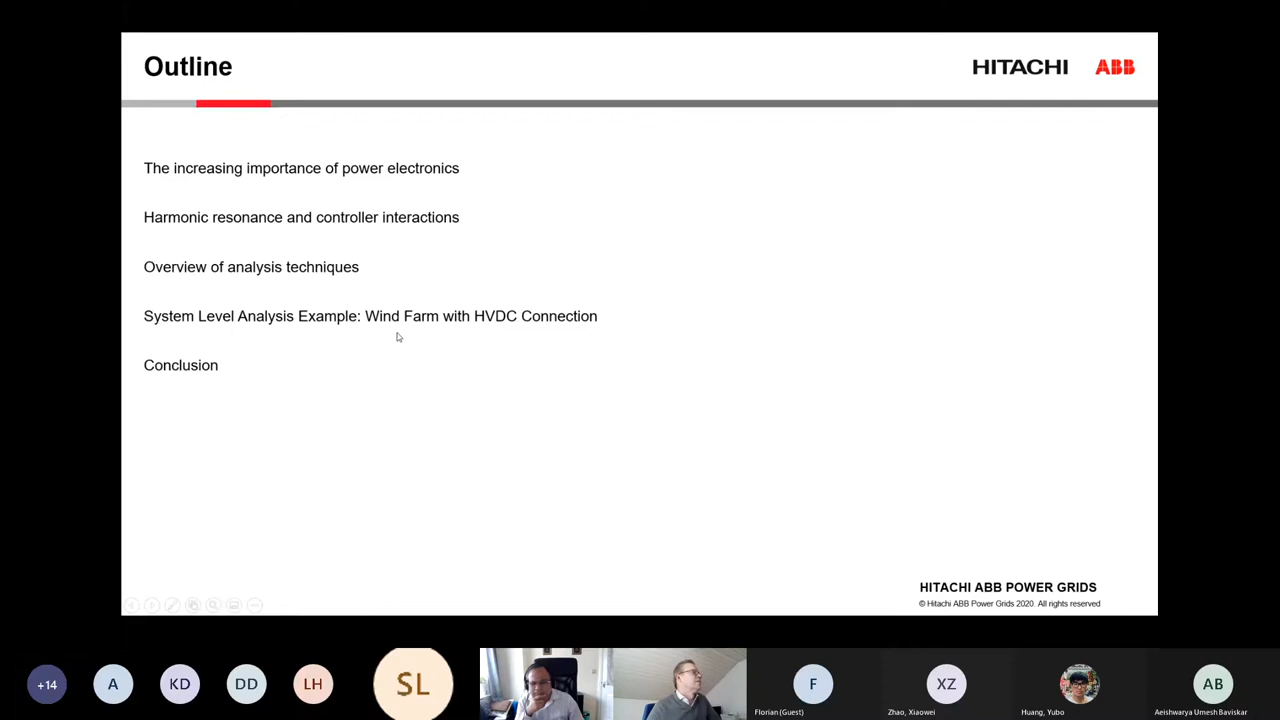 Outline
HITACHI ABB
The increasing importance of power electronics
Harmonic resonance and controller interactions
Overview of analysis techniques
System Level Analysis Example: Wind Farm with HVDC Connection
Conclusion
HITACHI ABB POWER GRIDS
© Hitachi ABB Power Grids 2020. All rights reserved
+14
A
KD
DD
LH
SL
F
Florian (Guest)
XZ
Zhao, Xiaowei
Huang, Yubo
AB
Aeishwarya Umesh Baviskar